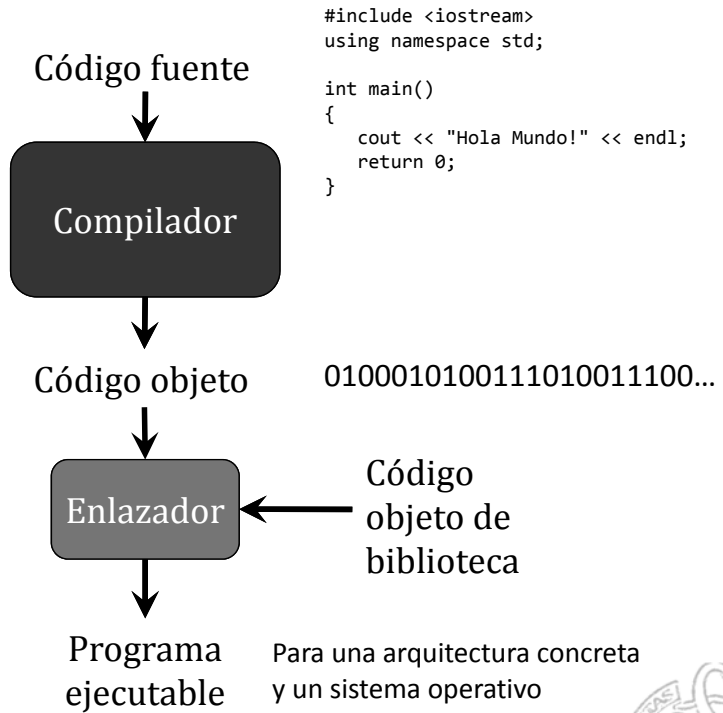 #include <iostream>
using namespace std;
int main()
{
cout << "Hola Mundo!" << endl;
return 0;
}
Código fuente
Compilador
Código objeto
0100010100111010011100…
Enlazador
Código
objeto de
biblioteca
Programa
ejecutable
Para una arquitectura concreta
y un sistema operativo